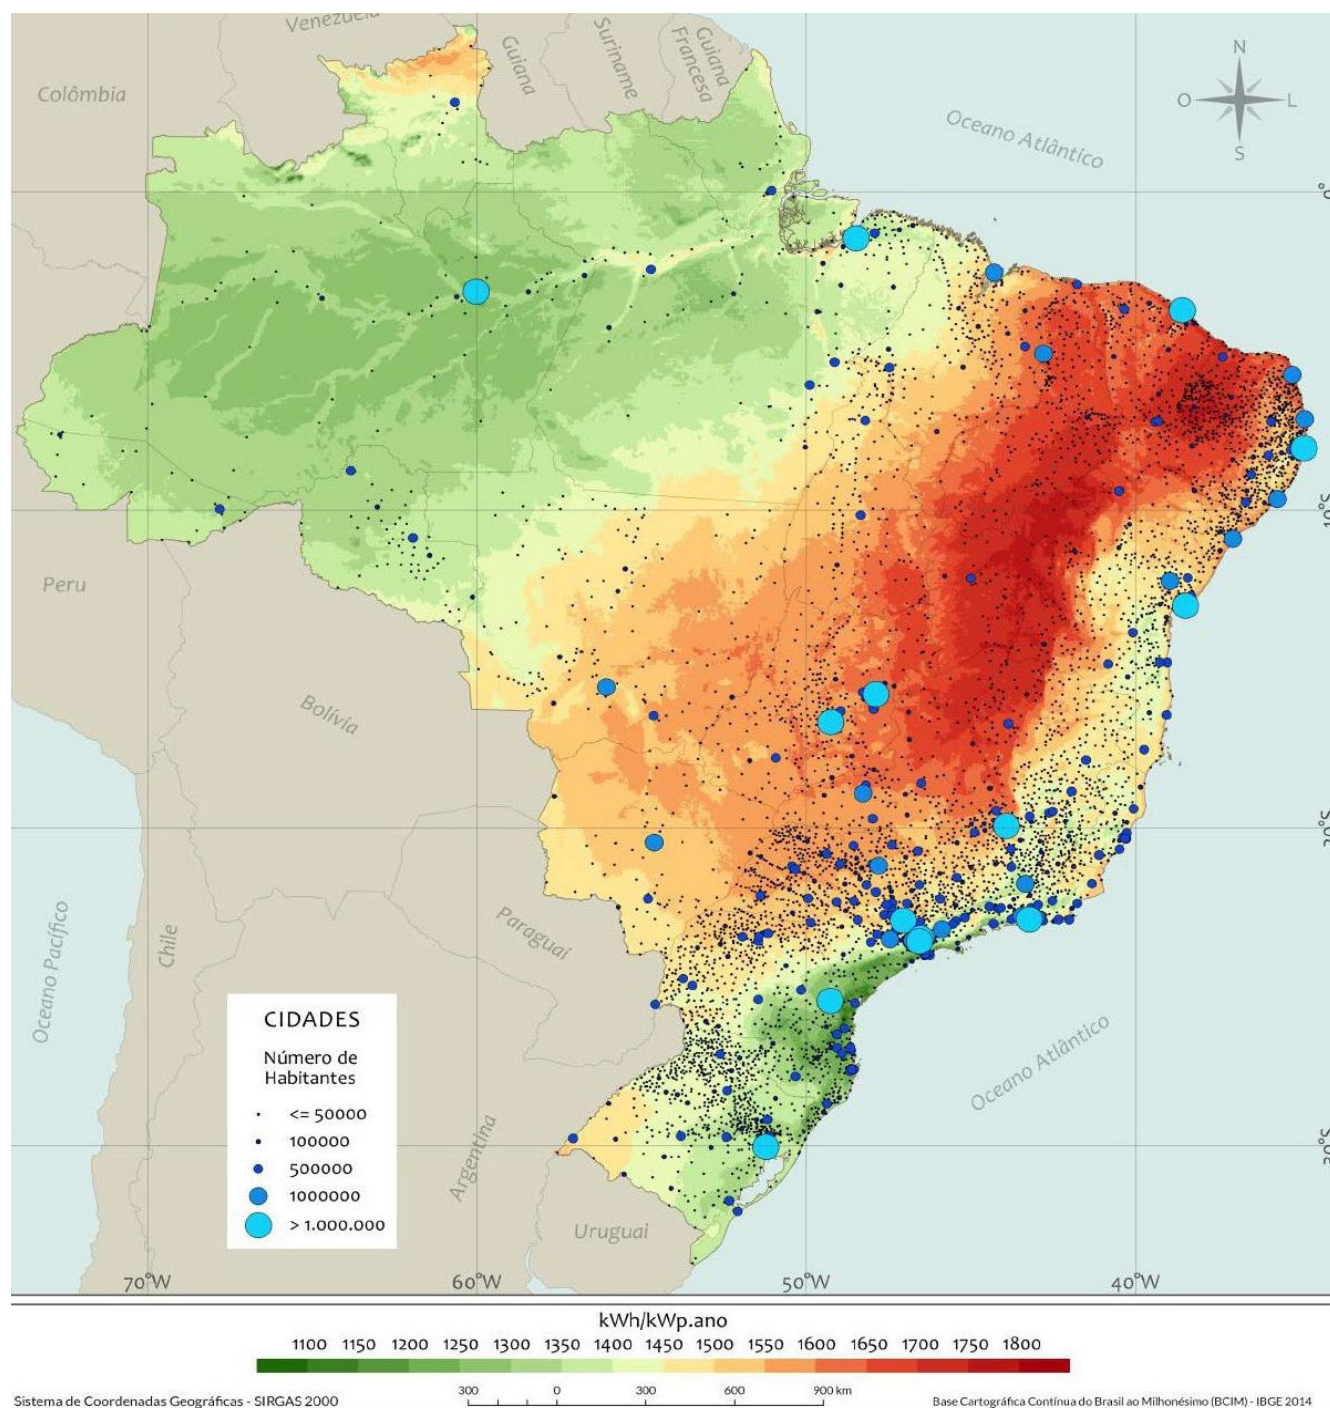 Venezuela
Colômbia
Guiana
Suriname
Guiana
Francesa
N
O
L
S
Oceano Atlântico
0°
Peru
10°S
Bolívia
20°S
Oceano Pacífico
Chile
Paraguai
Oceano Atlântico
Argentina
30°S
Uruguai
CIDADES
Número de
Habitantes
<= 50000
100000
500000
1000000
> 1.000.000
70°W
60°W
50°W
40°W
kWh/kWp.ano
1100 1150 1200 1250 1300 1350 1400 1450 1500 1550 1600 1650 1700 1750 1800
300 0 300 600 900 km
Sistema de Coordenadas Geográficas - SIRGAS 2000
Base Cartográfica Contínua do Brasil ao Milhonésimo (BCIM) - IBGE 2014